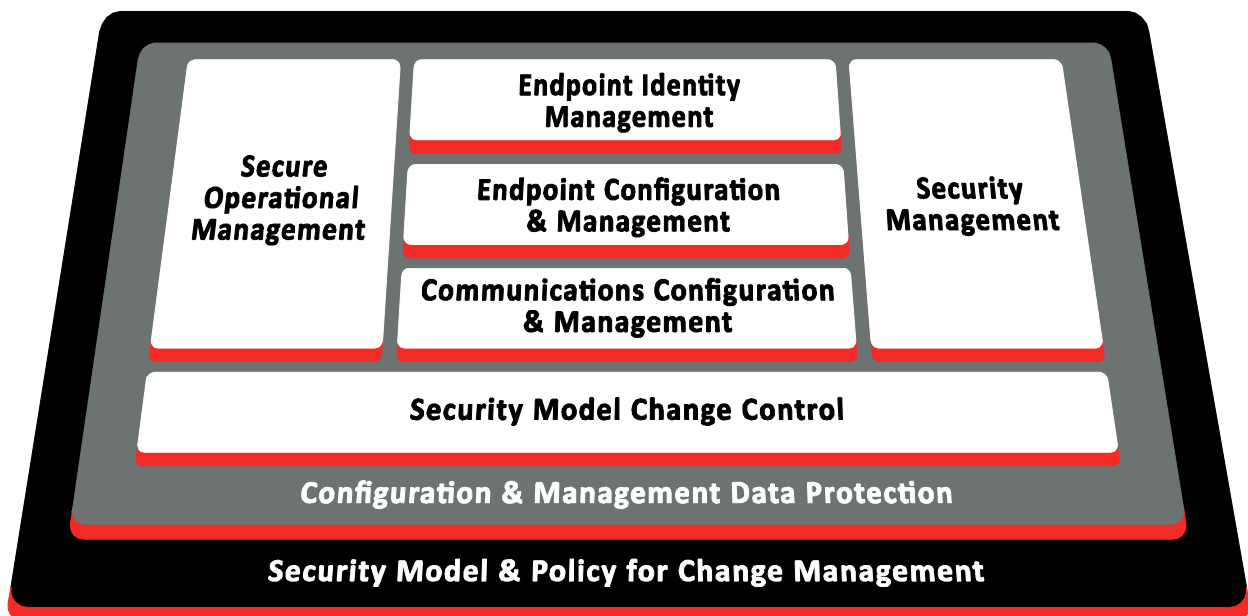 Secure
Operational
Management
Endpoint Identity
Management
Endpoint Configuration
& Management
Communications Configuration
& Management
Security
Management
Security Model Change Control
Configuration & Management Data Protection
Security Model & Policy for Change Management